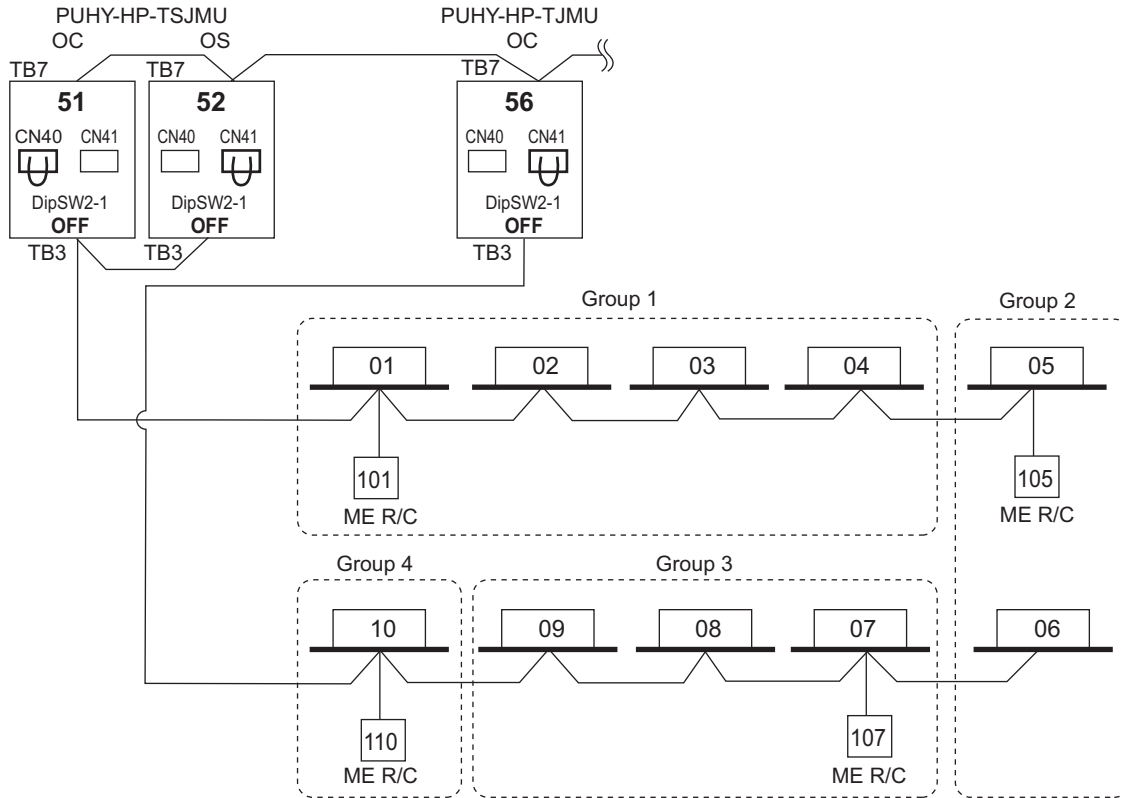 PUHY-HP-TSJMU PUHY-HP-TJMU
OC OS OC
TB7 TB7 TB7
51 52 56
CN40 CN41 CN40 CN41 CN40 CN41
DipSW2-1 DipSW2-1 DipSW2-1
OFF OFF OFF
TB3 TB3 TB3
Group 1 Group 2
01 02 03 04 05
101 105
ME R/C ME R/C
Group 4 Group 3
10 09 08 07 06
110 107
ME R/C ME R/C